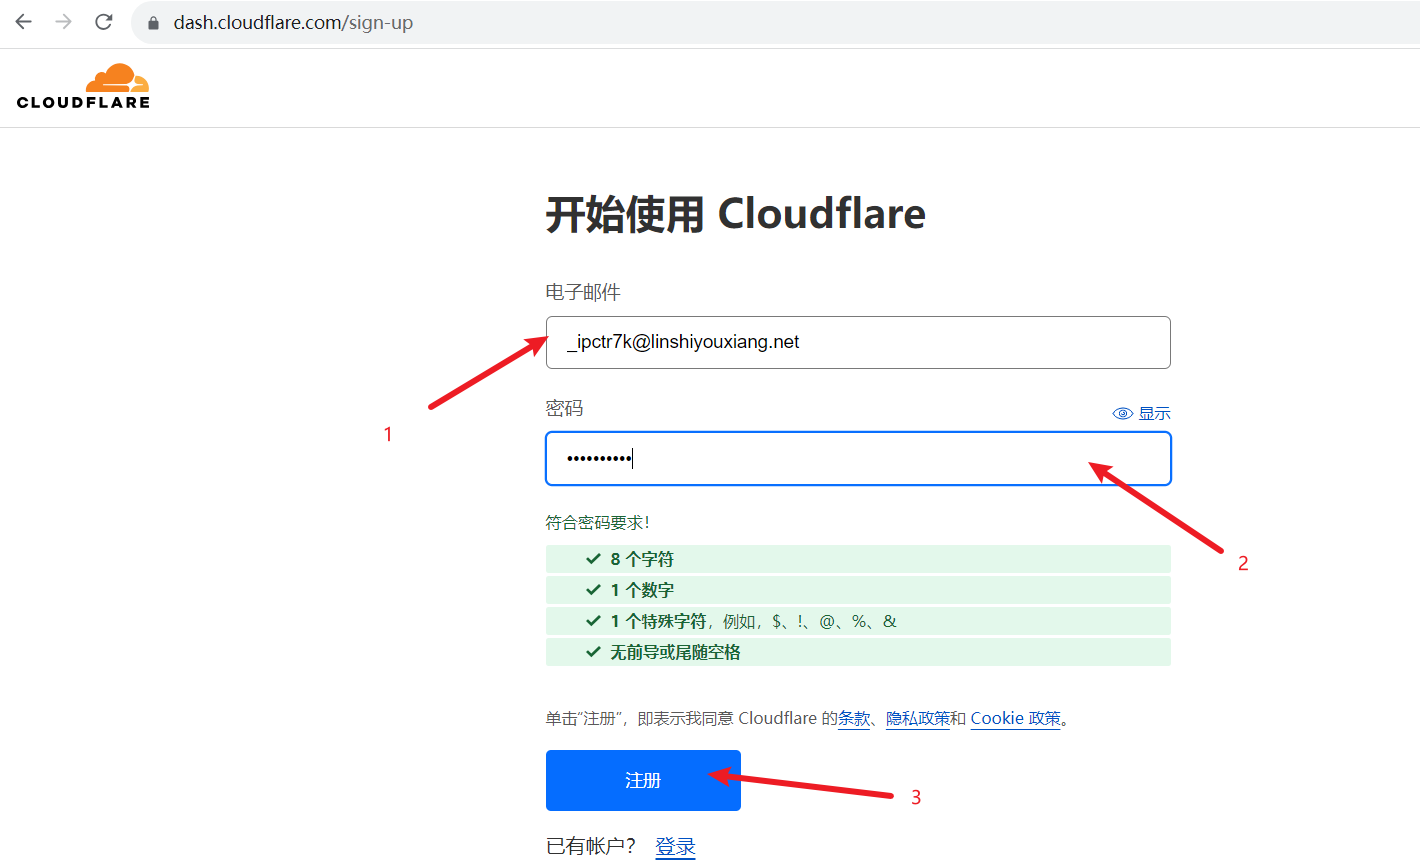 dash.cloudflare.com/sign-up
CLOUDFLARE
开始使用 Cloudflare
电子邮件
_ipctr7k@linshiyouxiang.net
1
密码
显示
••••••••••
2
符合密码要求！
8 个字符
1 个数字
1 个特殊字符，例如，$、!、@、%、&
无前导或尾随空格
单击“注册”，即表示我同意 Cloudflare 的条款、隐私政策和 Cookie 政策。
注册
3
已有帐户？ 登录